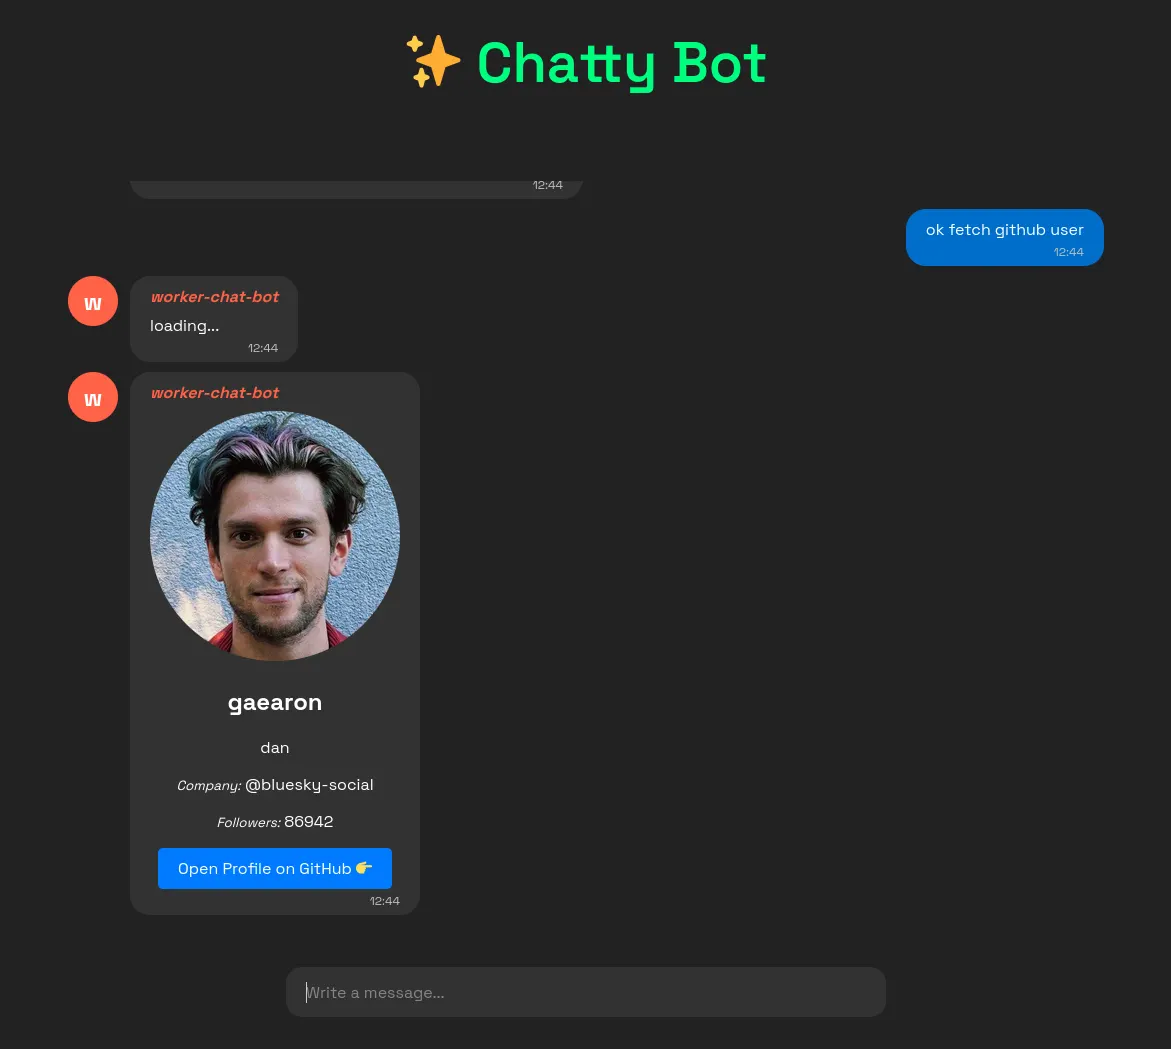 ✨ Chatty Bot
12:44
ok fetch github user
12:44
W
worker-chat-bot
loading...
12:44
W
worker-chat-bot
gaearon
dan
Company: @bluesky-social
Followers: 86942
Open Profile on GitHub 👉
12:44
Write a message...